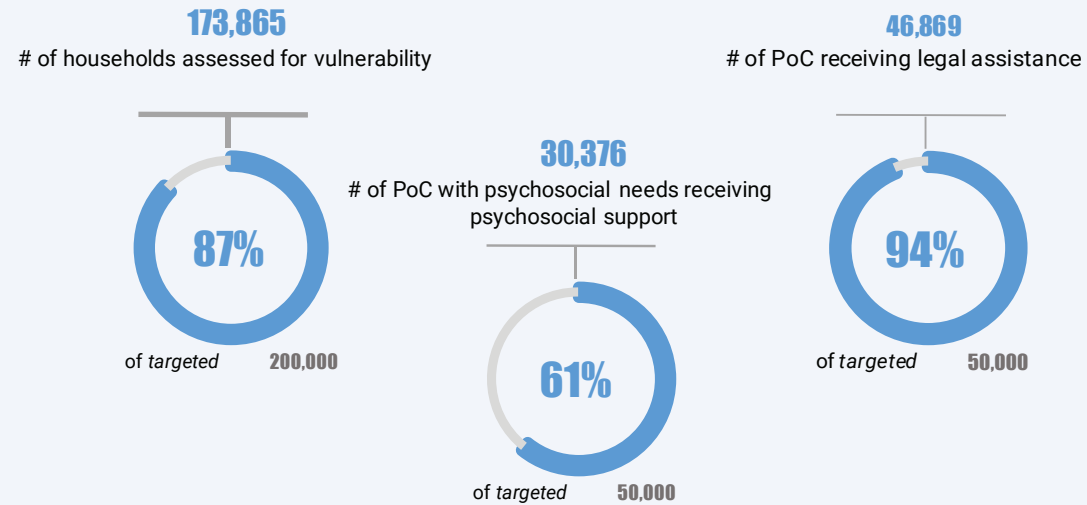 173,865
# of households assessed for vulnerability
87%
of targeted 200,000
30,376
# of PoC with psychosocial needs receiving
psychosocial support
61%
of targeted 50,000
46,869
# of PoC receiving legal assistance
94%
of targeted 50,000